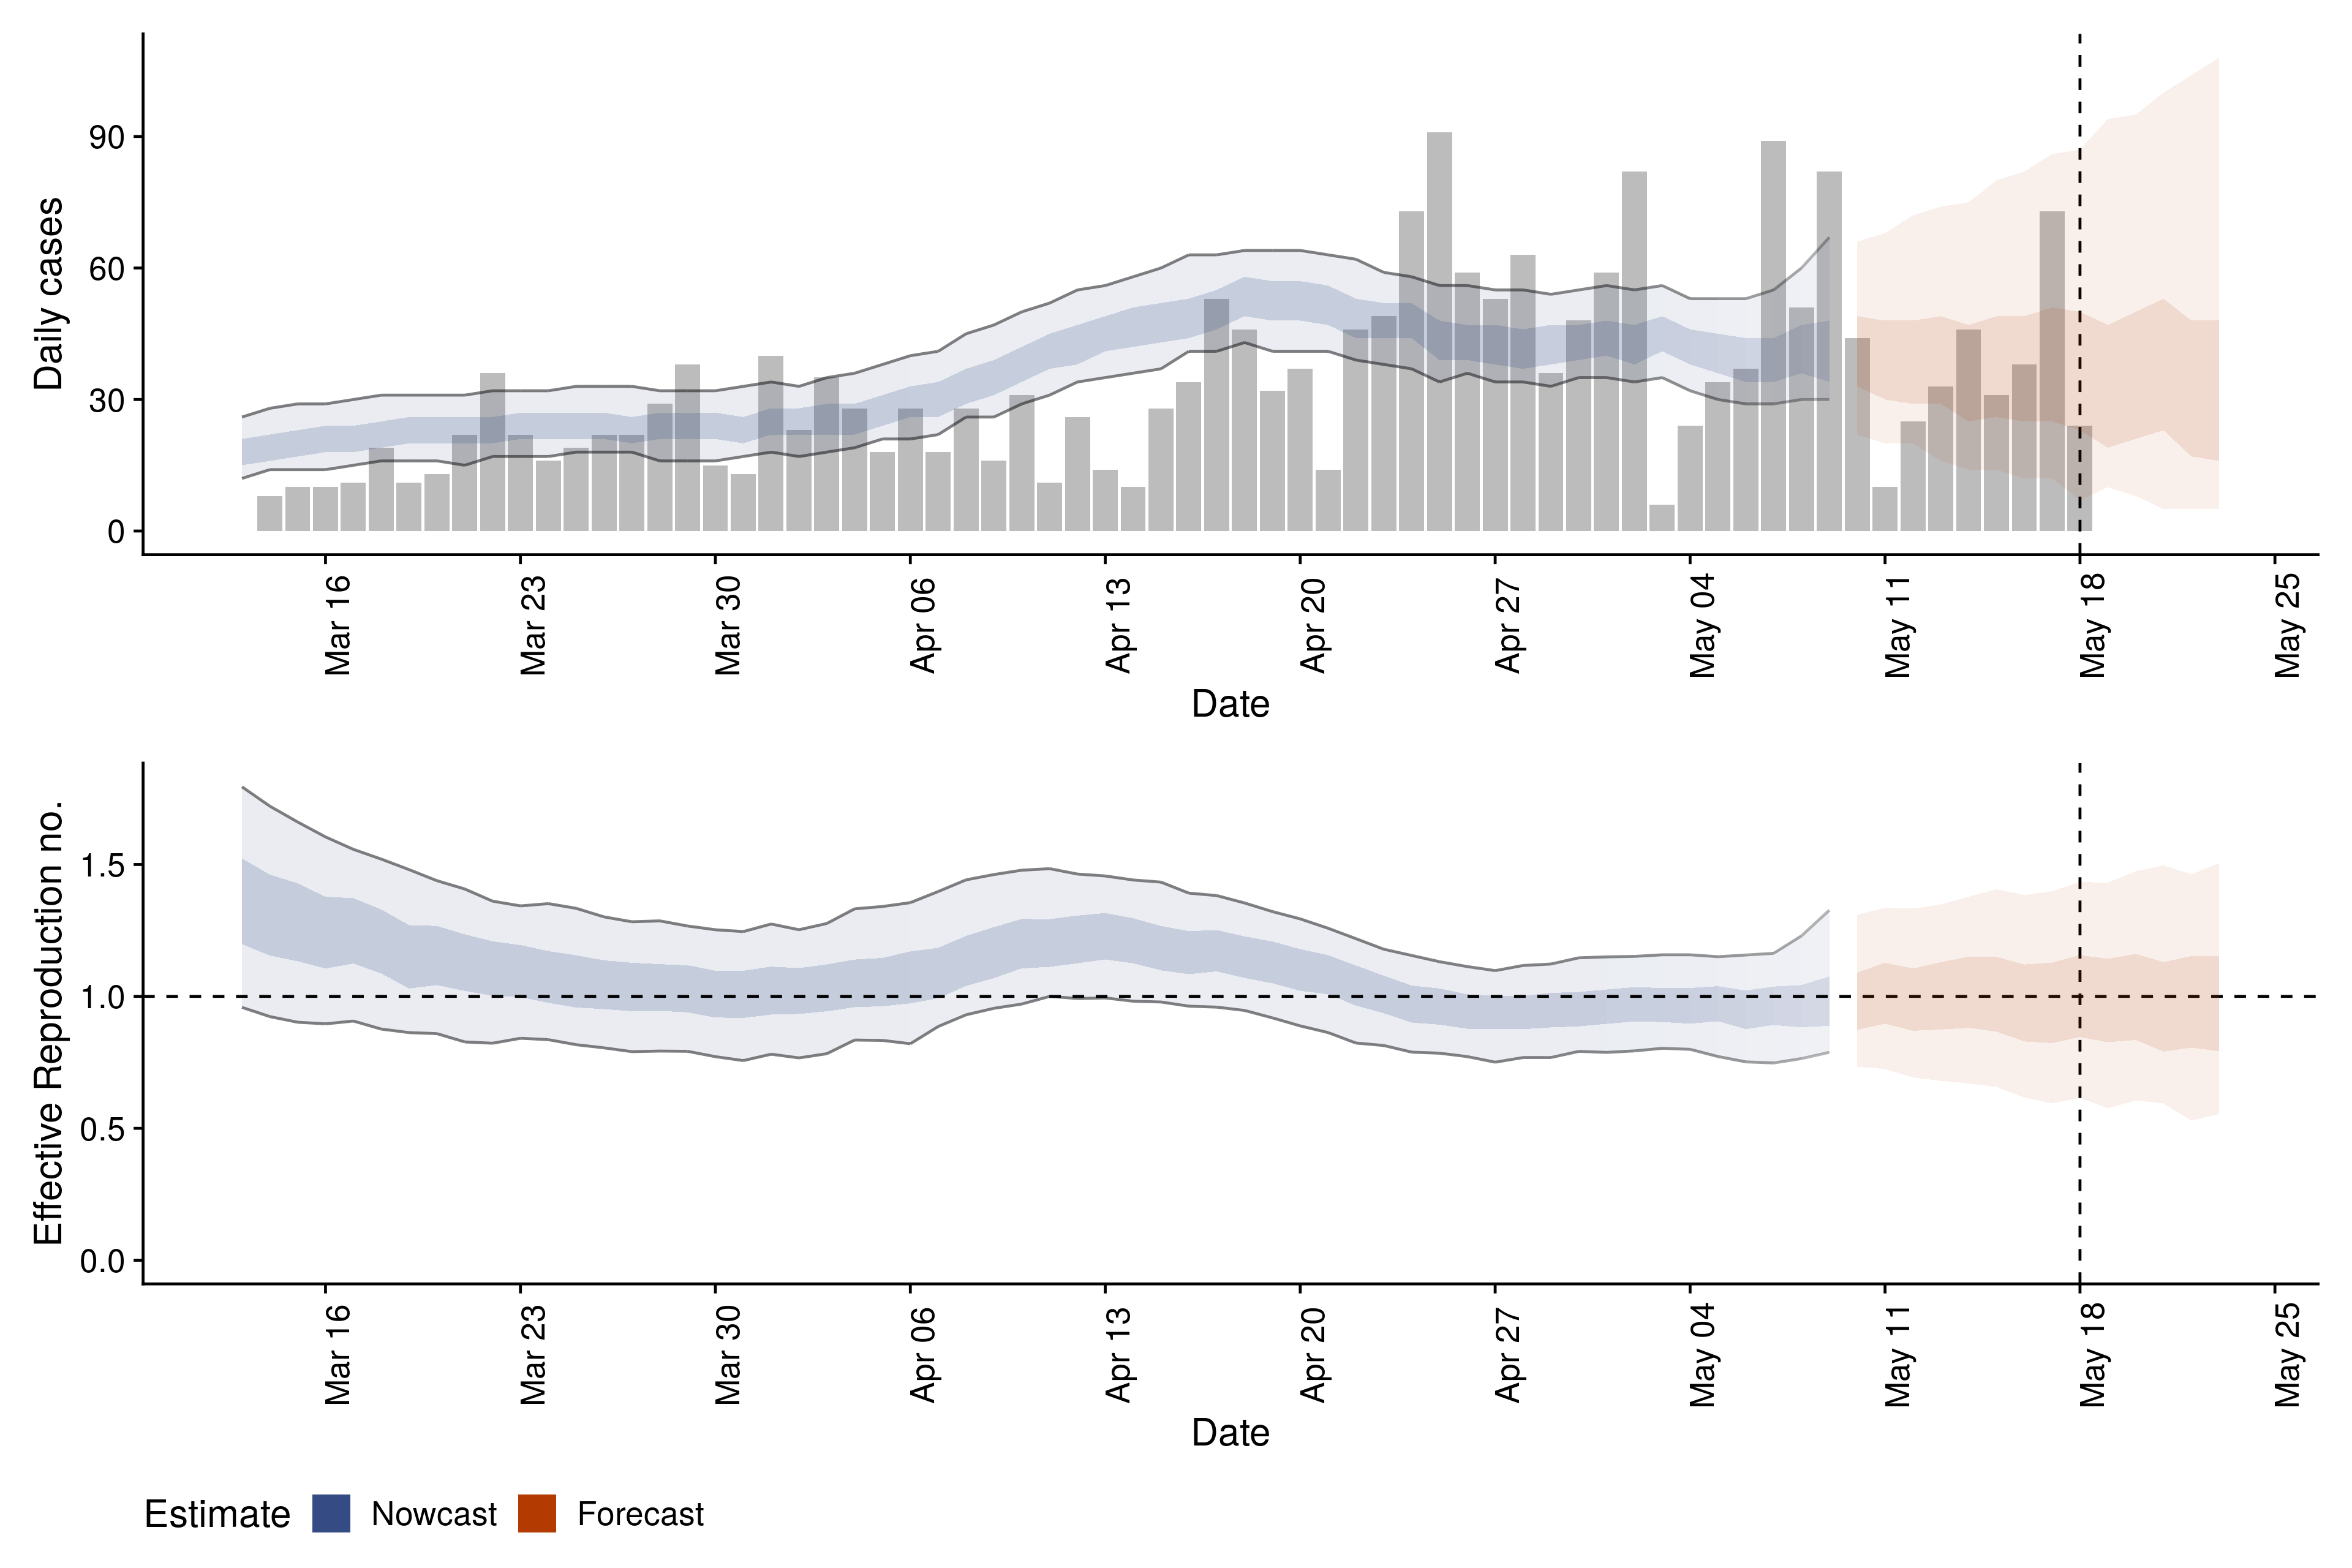 Daily cases
90
60
30
0
Mar 16
Mar 23
Mar 30
Apr 06
Apr 13
Apr 20
Apr 27
May 04
May 11
May 18
May 25
Date
Effective Reproduction no.
1.5
1.0
0.5
0.0
Mar 16
Mar 23
Mar 30
Apr 06
Apr 13
Apr 20
Apr 27
May 04
May 11
May 18
May 25
Date
Estimate Nowcast Forecast